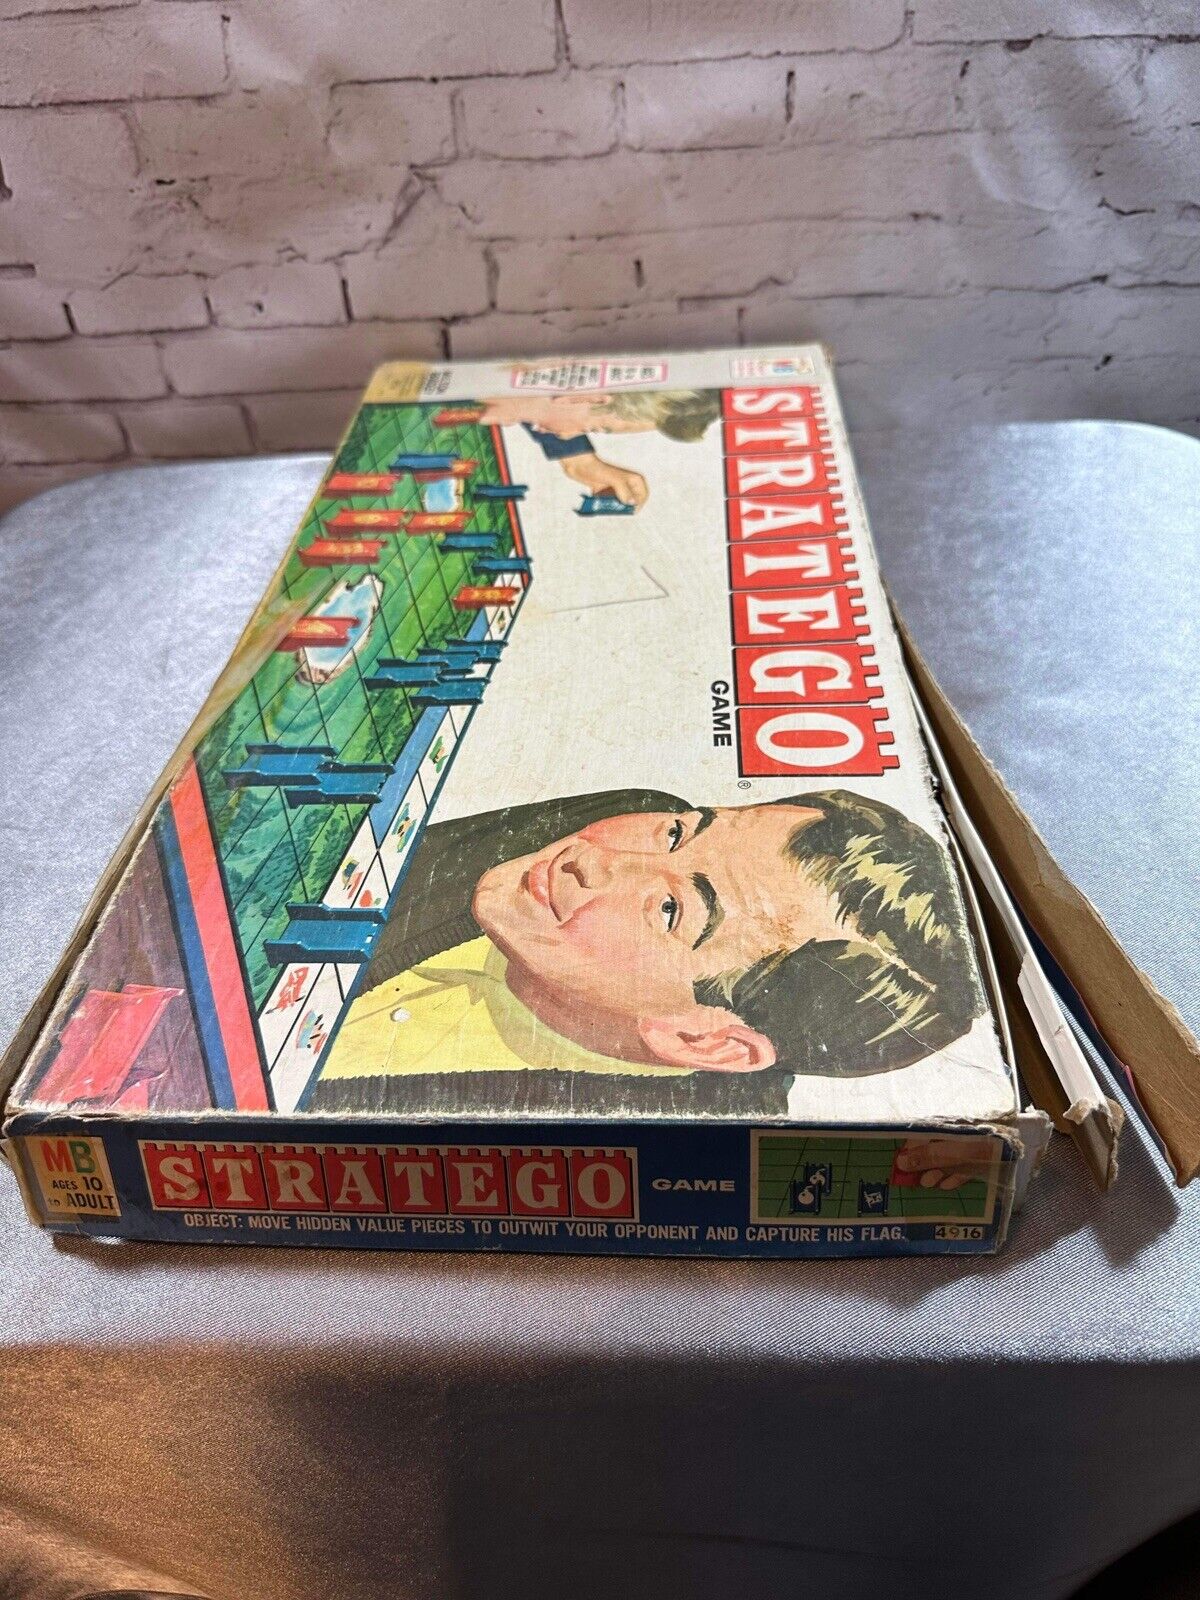 STRATEGO
GAME
®
MB
AGES 10
to ADULT
STRATEGO GAME
OBJECT: MOVE HIDDEN VALUE PIECES TO OUTWIT YOUR OPPONENT AND CAPTURE HIS FLAG.
4916